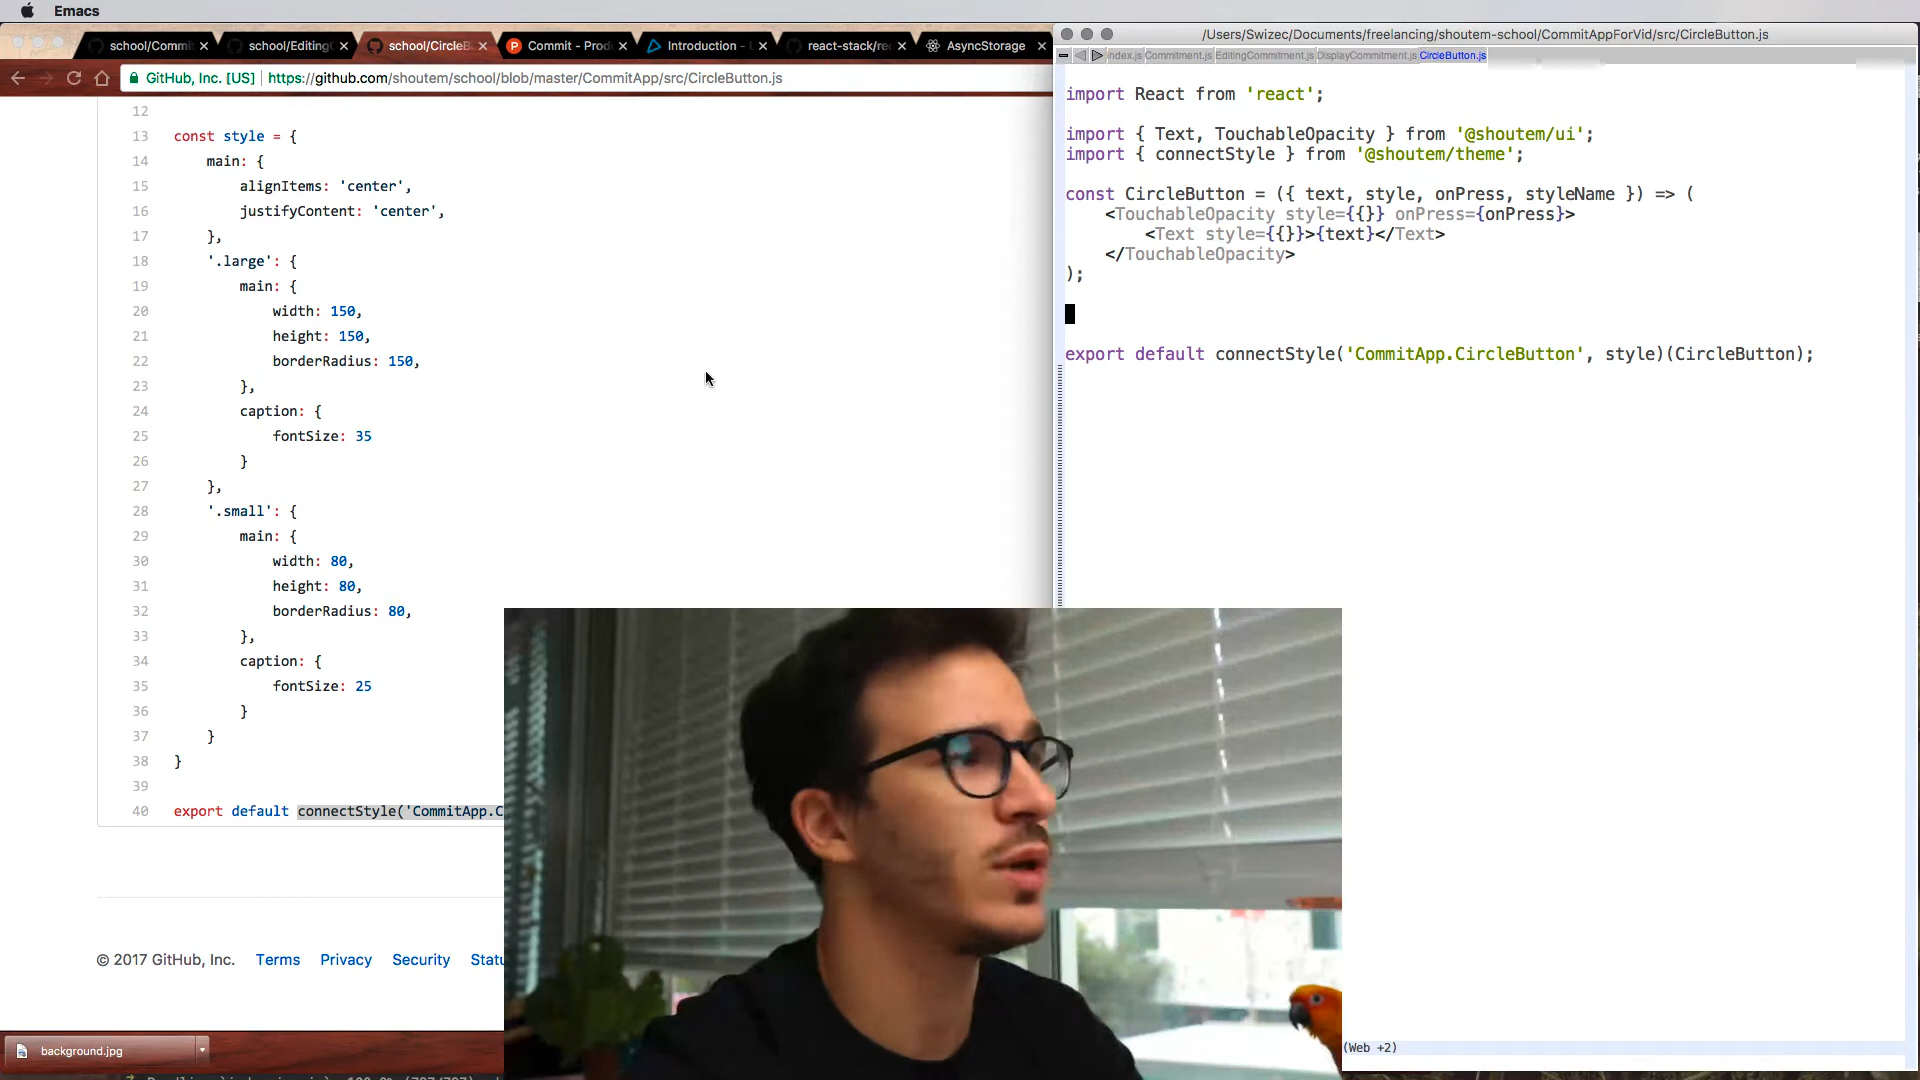 Emacs
school/Commi
school/Editing
school/CircleB
Commit - Prod
Introduction -
react-stack/re
AsyncStorage
GitHub, Inc. [US] | https://github.com/shoutem/school/blob/master/CommitApp/src/CircleButton.js
12
13 const style = {
14 main: {
15 alignItems: 'center',
16 justifyContent: 'center',
17 },
18 '.large': {
19 main: {
20 width: 150,
21 height: 150,
22 borderRadius: 150,
23 },
24 caption: {
25 fontSize: 35
26 }
27 },
28 '.small': {
29 main: {
30 width: 80,
31 height: 80,
32 borderRadius: 80,
33 },
34 caption: {
35 fontSize: 25
36 }
37 }
38 }
39
40 export default connectStyle('CommitApp.C
© 2017 GitHub, Inc. Terms Privacy Security Statu
background.jpg
/Users/Swizec/Documents/freelancing/shoutem-school/CommitAppForVid/src/CircleButton.js
index.js Commitment.js EditingCommitment.js DisplayCommitment.js CircleButton.js
import React from 'react';
import { Text, TouchableOpacity } from '@shoutem/ui';
import { connectStyle } from '@shoutem/theme';
const CircleButton = ({ text, style, onPress, styleName }) => (
<TouchableOpacity style={{}} onPress={onPress}>
<Text style={{}}>{text}</Text>
</TouchableOpacity>
);
export default connectStyle('CommitApp.CircleButton', style)(CircleButton);
(Web +2)